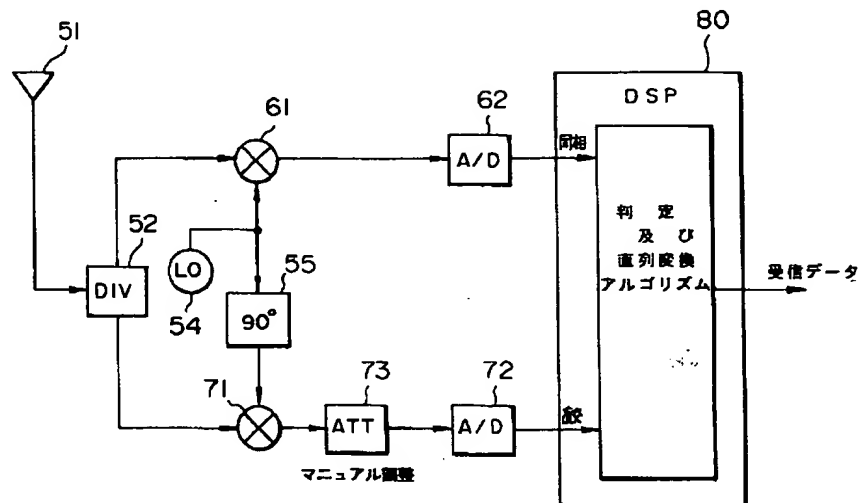 51
80
61
62
DSP
A/D
同相
52
55
判定
及び
直列変換
アルゴリズム
受信データ
DIV
LO
54
90°
71
73
72
ATT
A/D
マニュアル調整